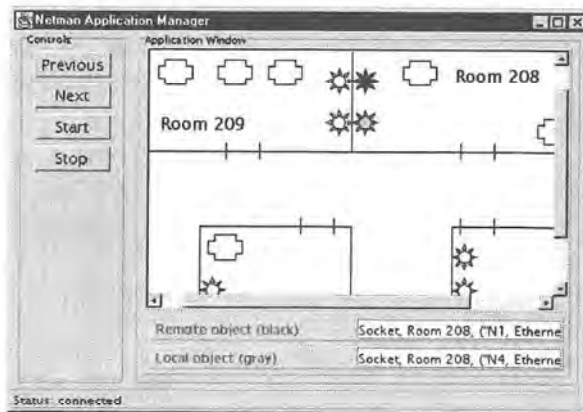 Netman Application Manager
Controls
Application Window
Previous
Next
Start
Stop
Room 208
Room 209
Remote object (black)
Socket, Room 208, ("N1, Etherne
Local object (gray)
Socket, Room 208, ("N4, Etherne
Status: connected